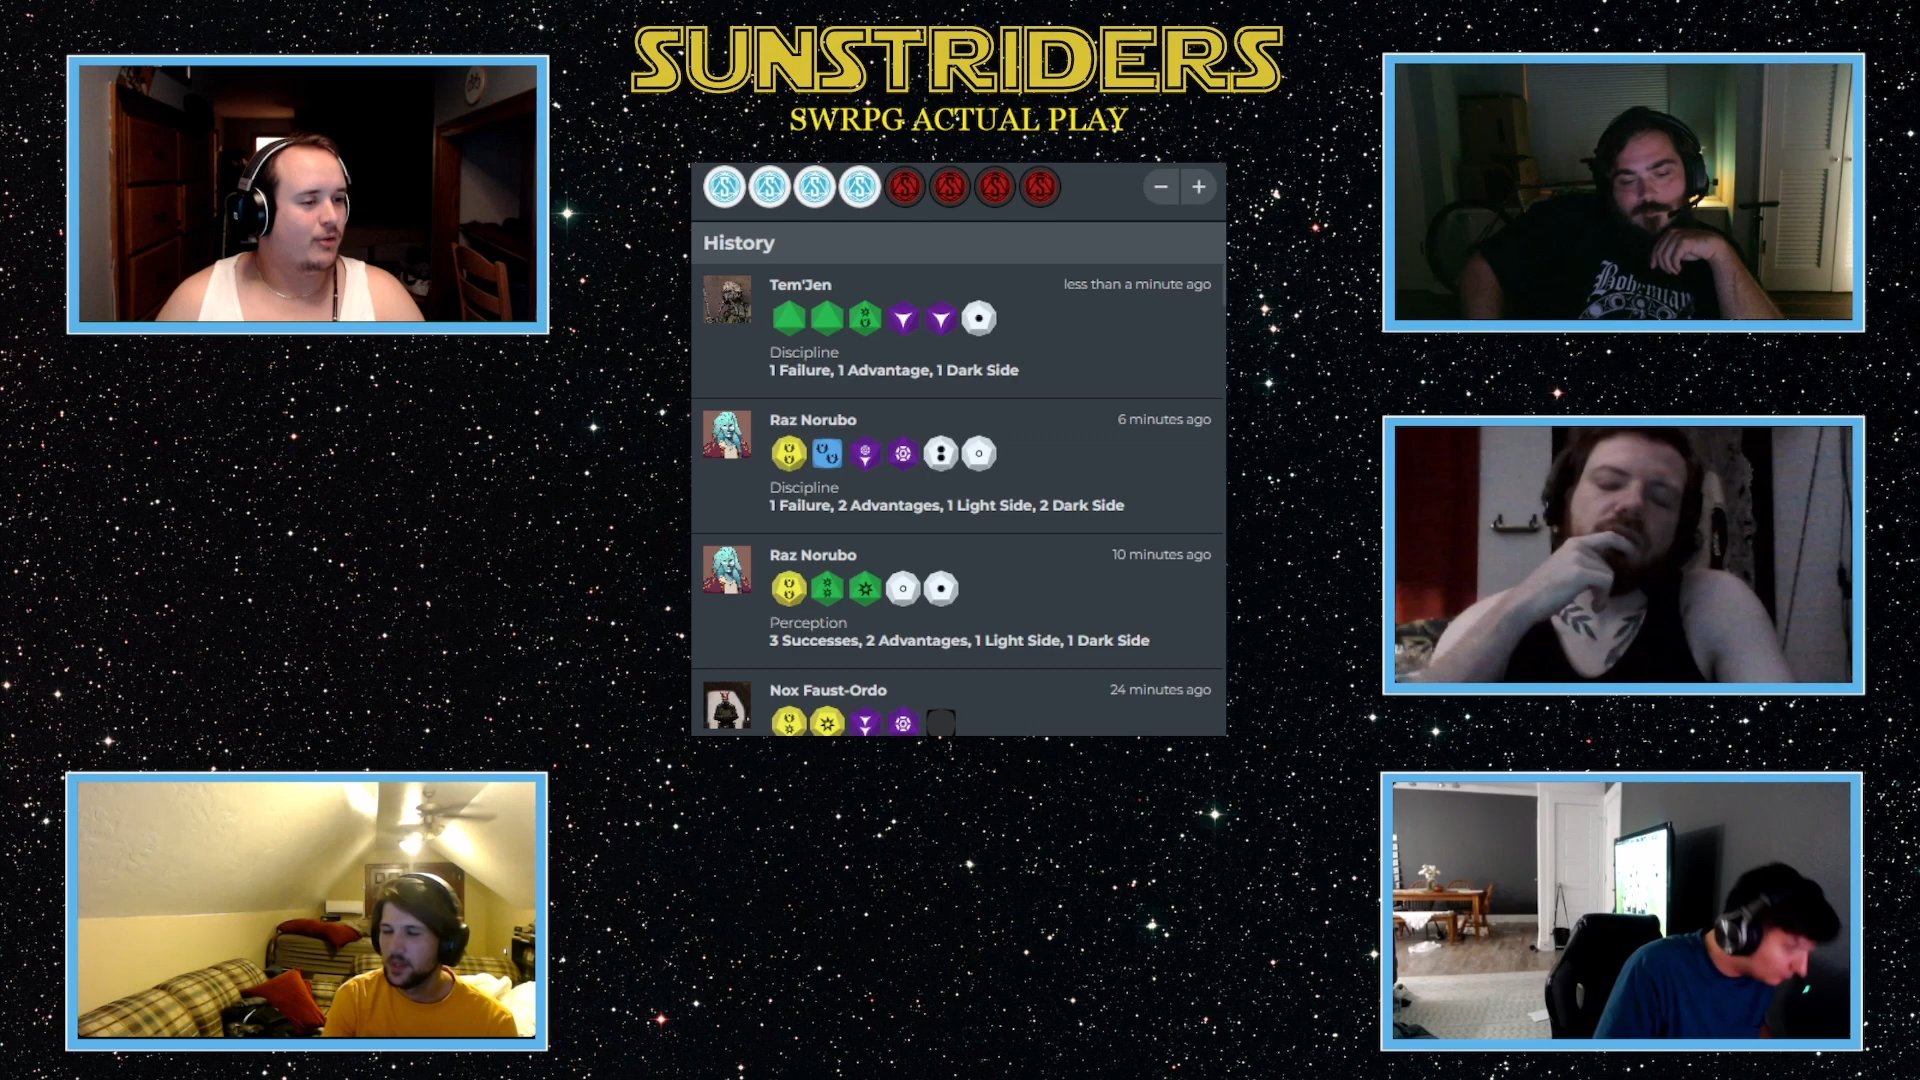 SUNSTRIDERS
SWRPG ACTUAL PLAY
History
Tem'Jen
less than a minute ago
Discipline
1 Failure, 1 Advantage, 1 Dark Side
Raz Norubo
6 minutes ago
Discipline
1 Failure, 2 Advantages, 1 Light Side, 2 Dark Side
Raz Norubo
10 minutes ago
Perception
3 Successes, 2 Advantages, 1 Light Side, 1 Dark Side
Nox Faust-Ordo
24 minutes ago
Bohemian